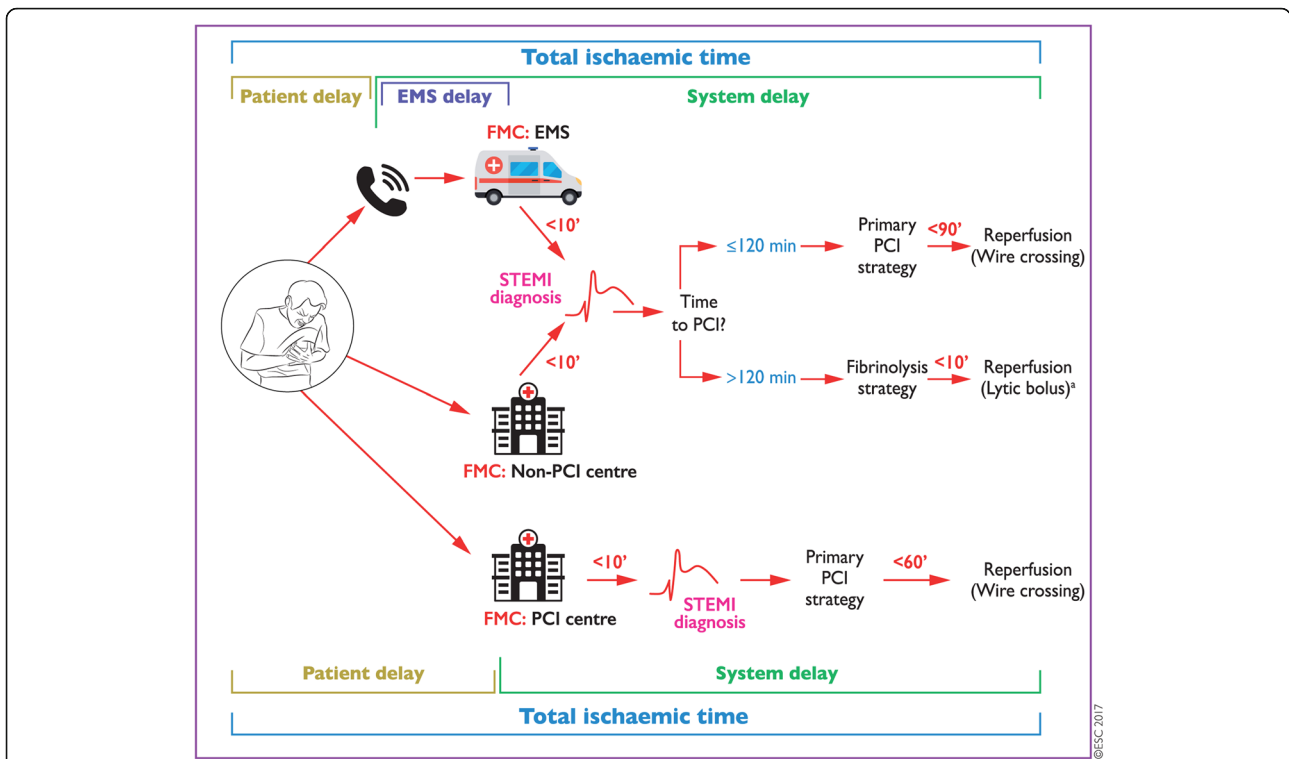 Total ischaemic time
Patient delay
EMS delay
System delay
FMC: EMS
<10’
STEMI
diagnosis
<10’
Time
to PCI?
≤120 min
Primary
PCI
strategy
<90’
Reperfusion
(Wire crossing)
>120 min
Fibrinolysis
strategy
<10’
Reperfusion
(Lytic bolus)ª
FMC: Non-PCI centre
FMC: PCI centre
<10’
STEMI
diagnosis
Primary
PCI
strategy
<60’
Reperfusion
(Wire crossing)
Patient delay
System delay
Total ischaemic time
©ESC 2017